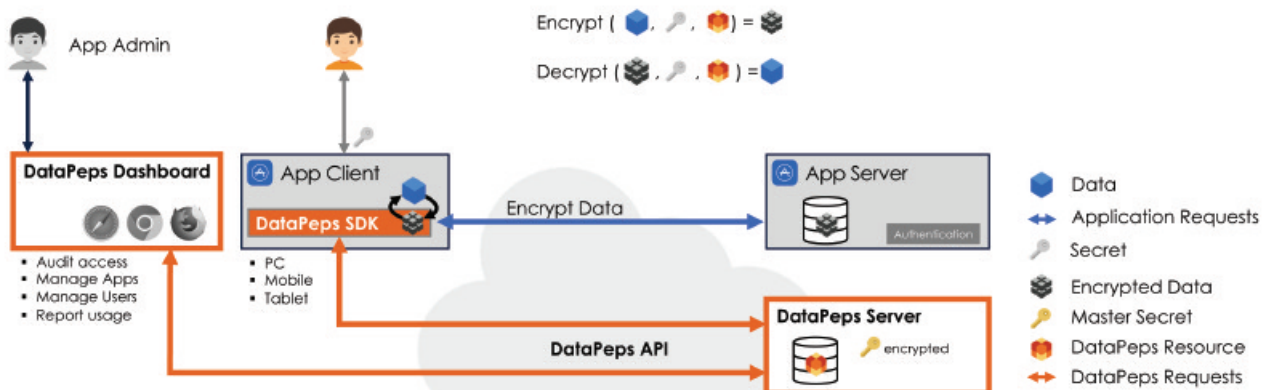 App Admin
Encrypt ( , , ) =
Decrypt ( , , ) =
DataPeps Dashboard
▪ Audit access
▪ Manage Apps
▪ Manage Users
▪ Report usage
App Client
DataPeps SDK
▪ PC
▪ Mobile
▪ Tablet
Encrypt Data
App Server
Authentication
DataPeps API
DataPeps Server
encrypted
Data
Application Requests
Secret
Encrypted Data
Master Secret
DataPeps Resource
DataPeps Requests